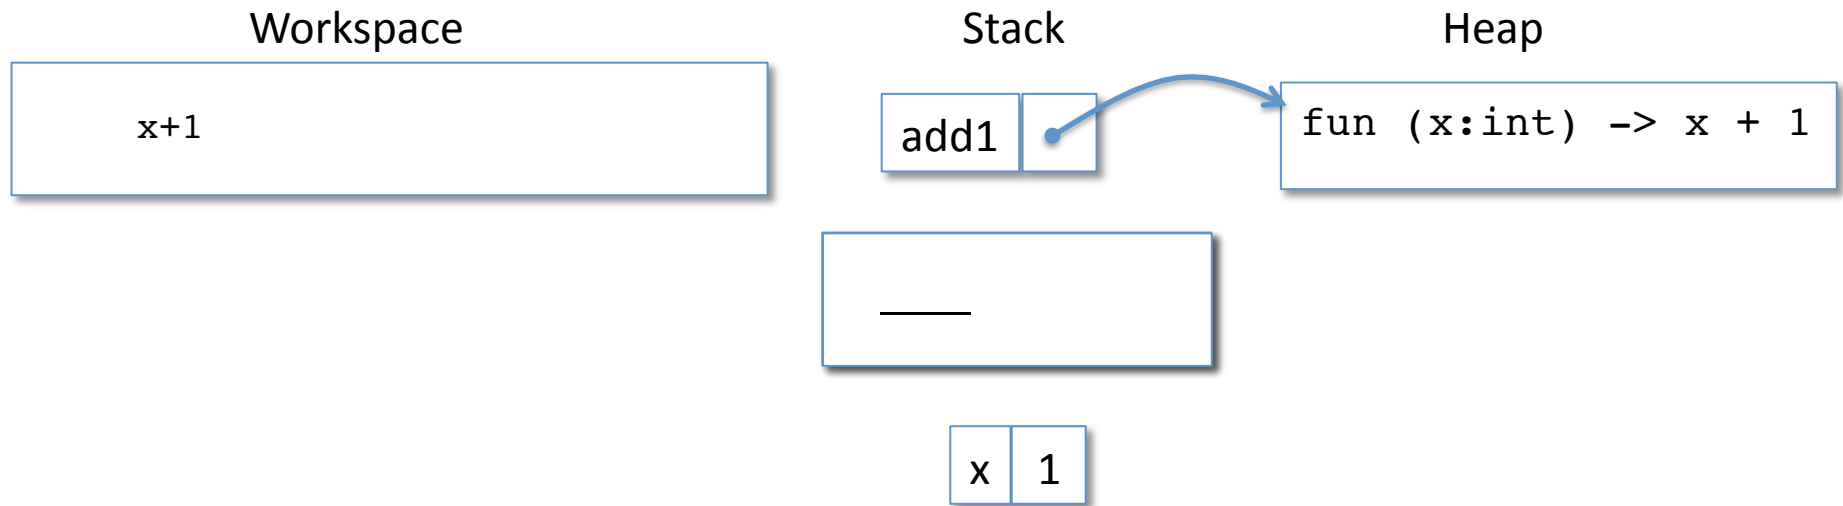 Workspace
Stack
Heap
x+1
add1
fun (x:int) -> x + 1
x 1